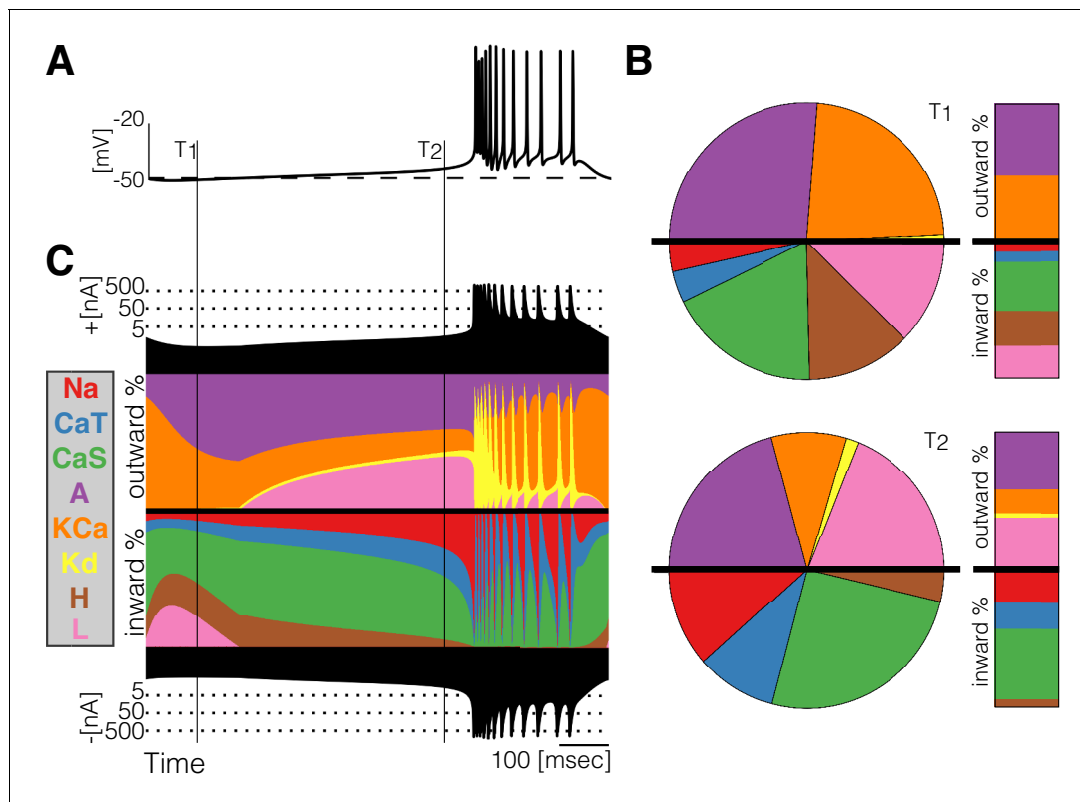 A
-20
[mV]
-50
T1
T2
B
T1
outward %
inward %
T2
outward %
inward %
C
+[nA]
500
50
5
Na
CaT
CaS
A
KCa
Kd
H
L
outward %
inward %
-[nA]
5
50
500
Time
100 [msec]